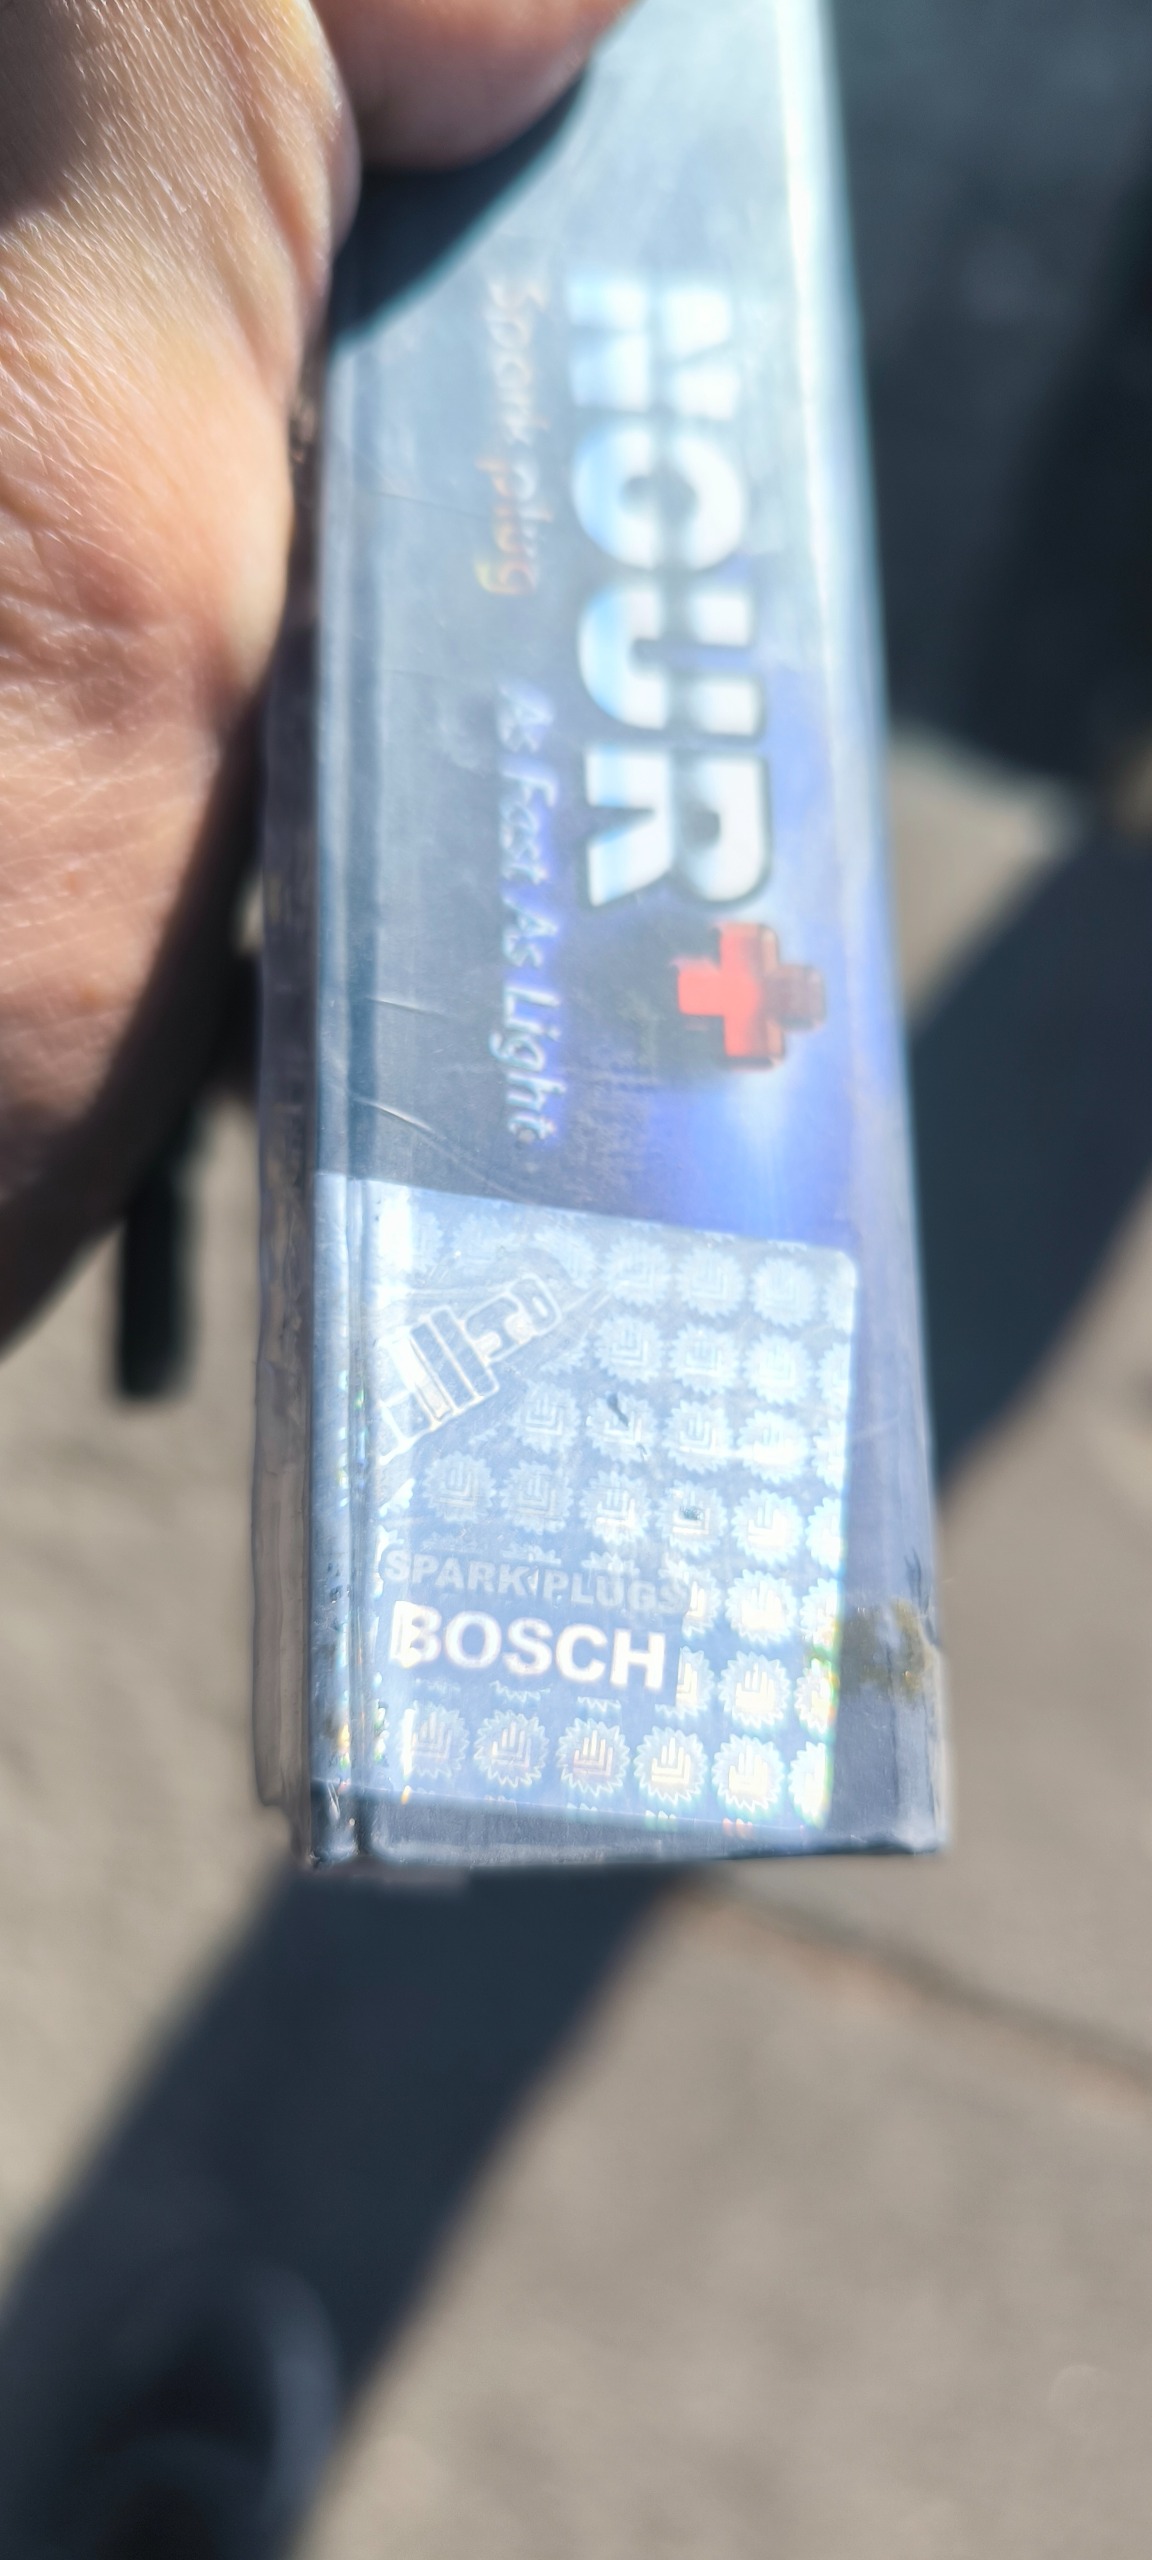 NOUR+
Spark plug
As Fast As Light
SPARK PLUGS
BOSCH